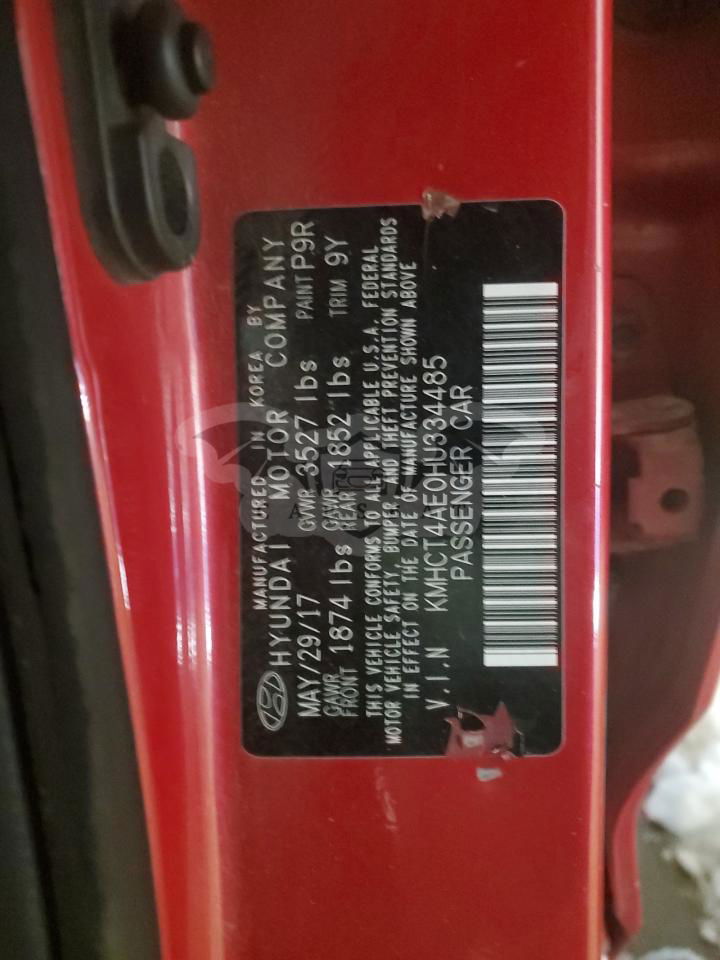 MANUFACTURED IN KOREA BY
HYUNDAI MOTOR COMPANY
MAY/29/17 GVWR 3527 lbs PAINT P9R
GAWR FRONT 1874 lbs GAWR REAR 1852 lbs TRIM 9Y
THIS VEHICLE CONFORMS TO ALL APPLICABLE U.S.A. FEDERAL
MOTOR VEHICLE SAFETY, BUMPER, AND THEFT PREVENTION STANDARDS
IN EFFECT ON THE DATE OF MANUFACTURE SHOWN ABOVE
V.I.N KMHCT4AE0HU334485
PASSENGER CAR